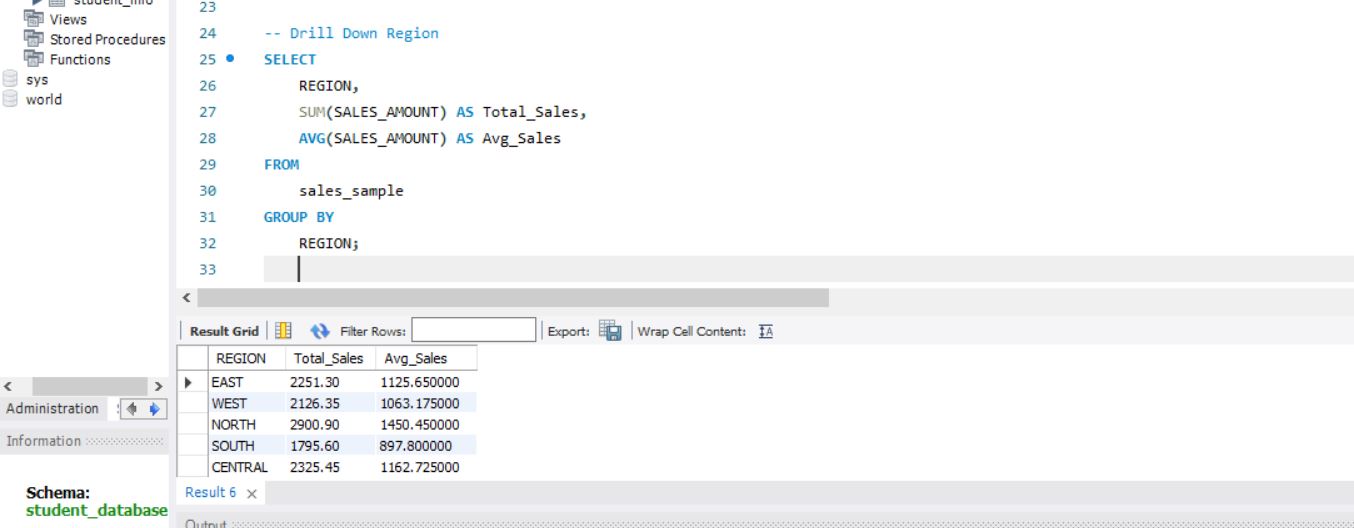 student_info
Views
Stored Procedures
Functions
sys
world
23
24 -- Drill Down Region
25 SELECT
26 REGION,
27 SUM(SALES_AMOUNT) AS Total_Sales,
28 AVG(SALES_AMOUNT) AS Avg_Sales
29 FROM
30 sales_sample
31 GROUP BY
32 REGION;
33
Result Grid Filter Rows: Export: Wrap Cell Content: IA
REGION Total_Sales Avg_Sales
EAST 2251.30 1125.650000
WEST 2126.35 1063.175000
NORTH 2900.90 1450.450000
SOUTH 1795.60 897.800000
CENTRAL 2325.45 1162.725000
Administration
Information
Schema:
student_database
Result 6
Output